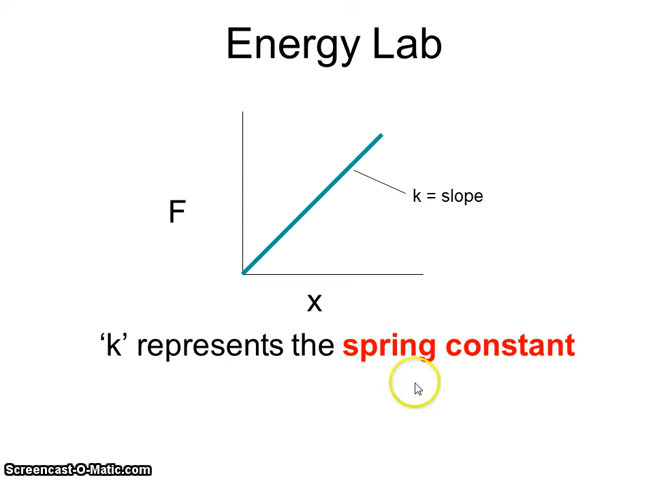 Energy Lab
F
k = slope
x
‘k’ represents the spring constant
Screencast-O-Matic.com